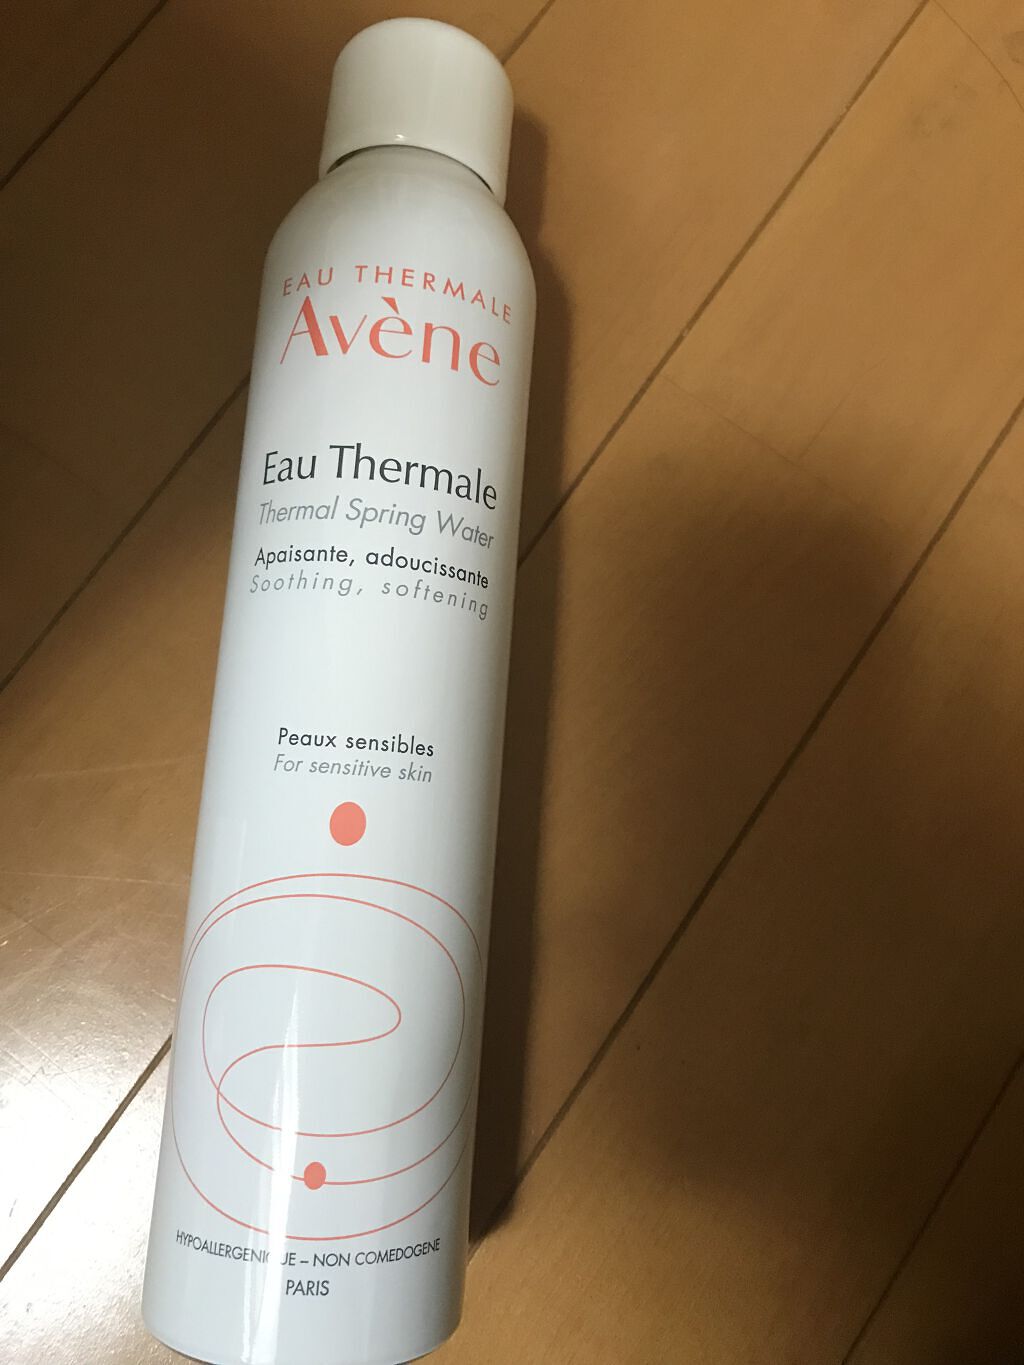 EAU THERMALE
Avène
Eau Thermale
Thermal Spring Water
Apaisante, adoucissante
Soothing, softening
Peaux sensibles
For sensitive skin
HYPOALLERGENIQUE – NON COMEDOGENE
PARIS